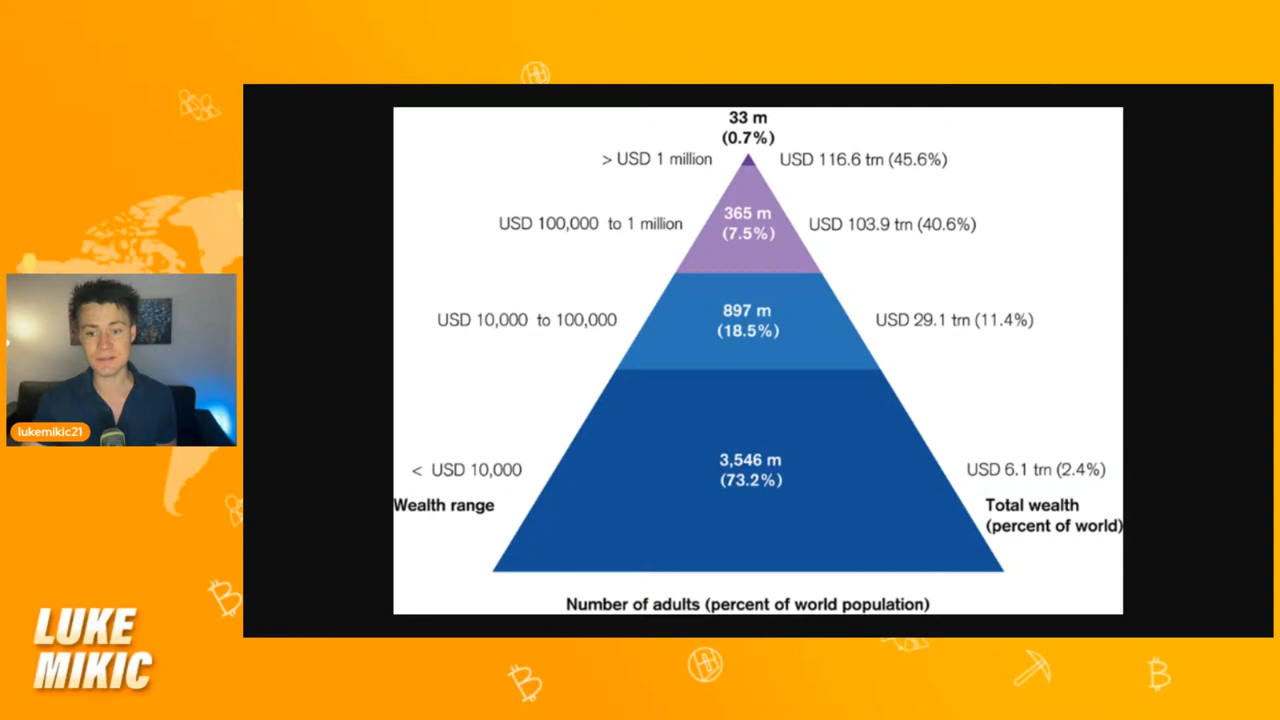 33 m
(0.7%)
> USD 1 million
USD 116.6 trn (45.6%)
365 m
(7.5%)
USD 100,000 to 1 million
USD 103.9 trn (40.6%)
897 m
(18.5%)
USD 10,000 to 100,000
USD 29.1 trn (11.4%)
3,546 m
(73.2%)
< USD 10,000
USD 6.1 trn (2.4%)
Wealth range
Total wealth
(percent of world)
Number of adults (percent of world population)
lukemikic21
LUKE
MIKIC